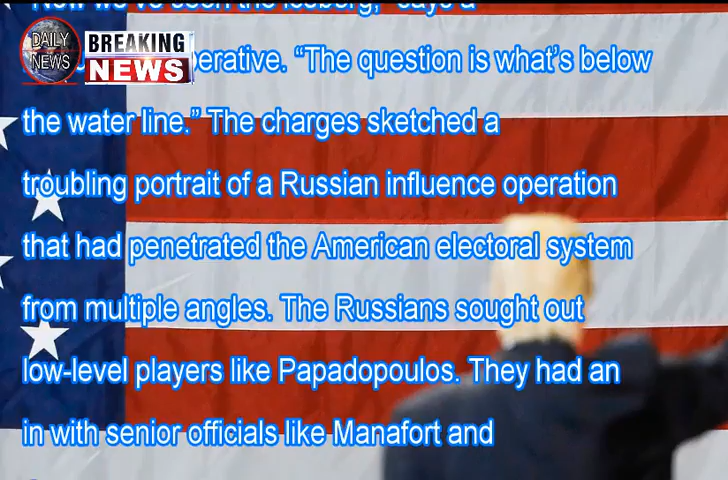 DAILY
NEWS
BREAKING
NEWS
erative. “The question is what’s below
the water line.” The charges sketched a
troubling portrait of a Russian influence operation
that had penetrated the American electoral system
from multiple angles. The Russians sought out
low-level players like Papadopoulos. They had an
in with senior officials like Manafort and